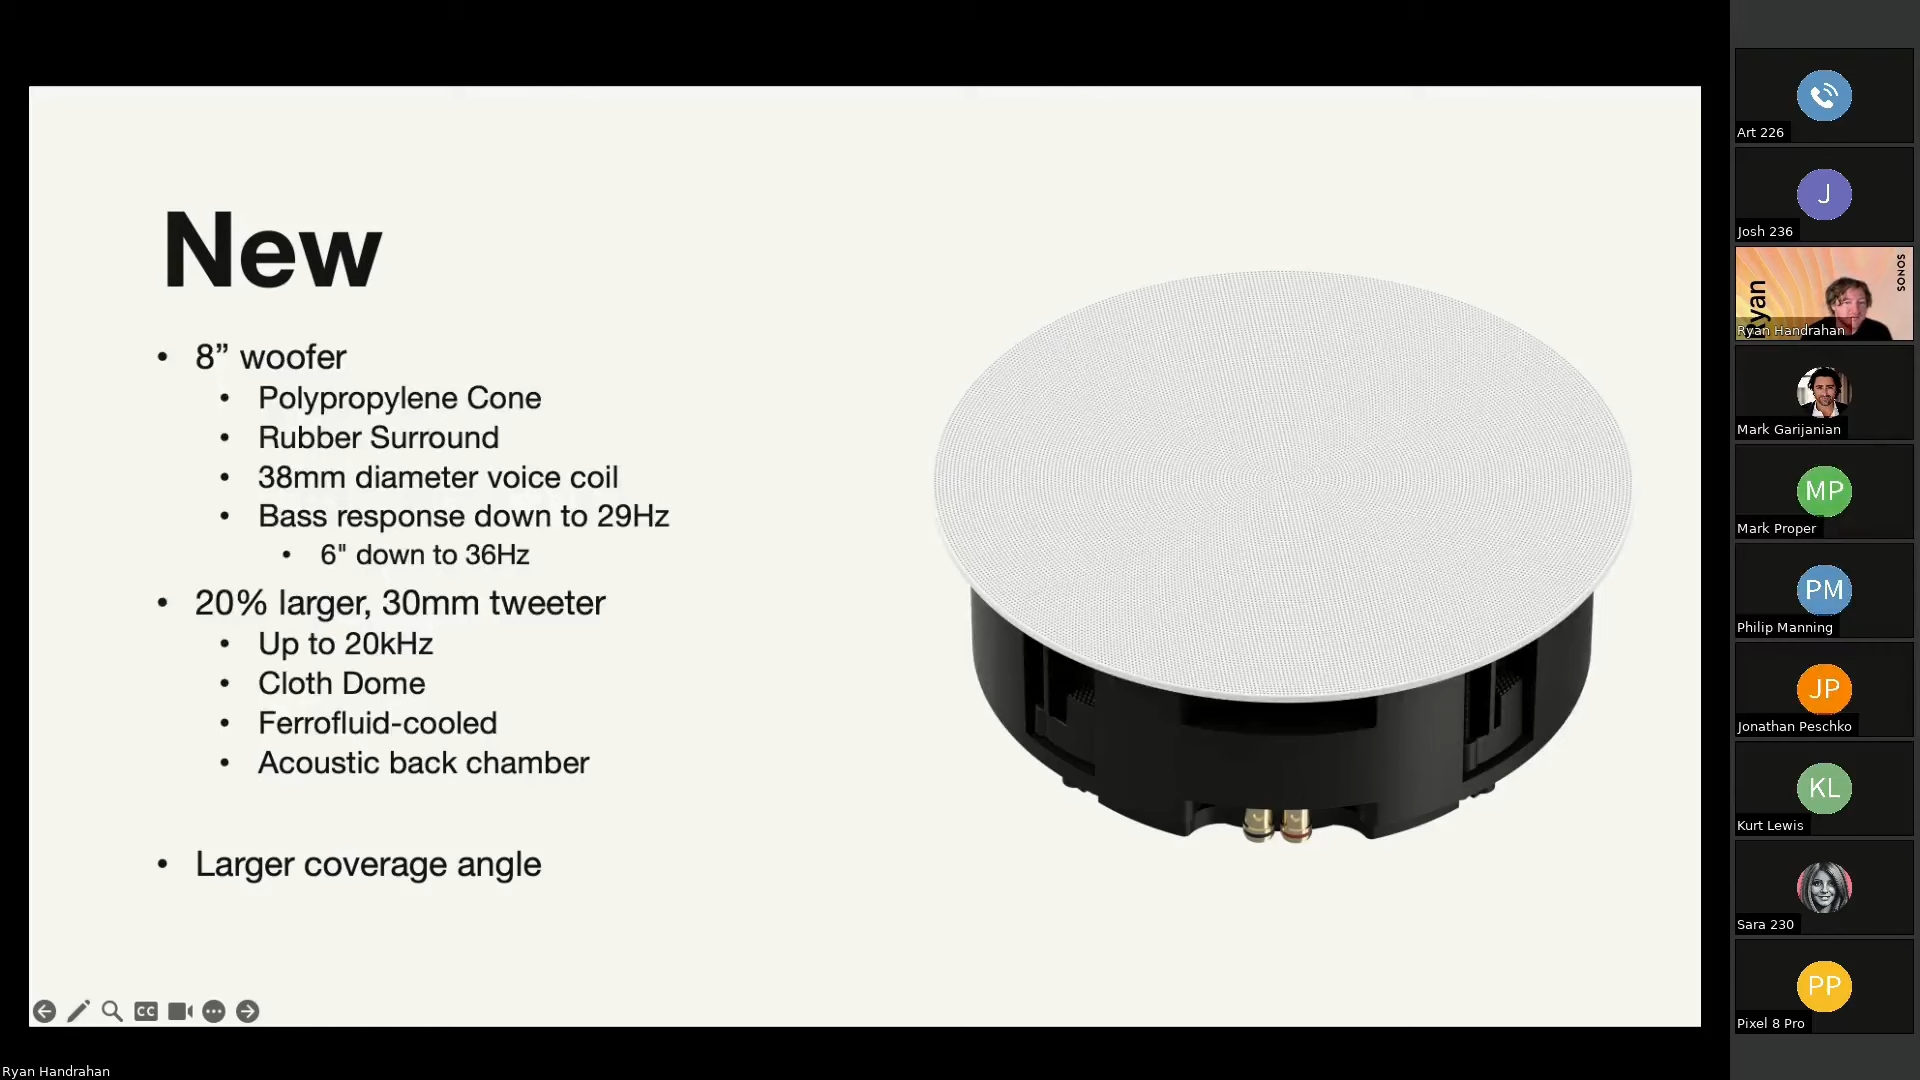 New
• 8” woofer
• Polypropylene Cone
• Rubber Surround
• 38mm diameter voice coil
• Bass response down to 29Hz
• 6" down to 36Hz
• 20% larger, 30mm tweeter
• Up to 20kHz
• Cloth Dome
• Ferrofluid-cooled
• Acoustic back chamber
• Larger coverage angle
CC
Ryan Handrahan
Art 226
J
Josh 236
SONOS
Ryan
Ryan Handrahan
Mark Garijanian
MP
Mark Proper
PM
Philip Manning
JP
Jonathan Peschko
KL
Kurt Lewis
Sara 230
PP
Pixel 8 Pro